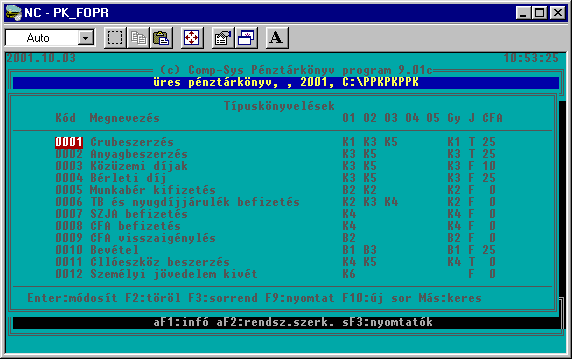 NC - PK_FOPR
Auto
A
2001.10.03 10:53:25
(c) Comp-Sys Pénztárkönyv program 9.01c
üres pénztárkönyv, , 2001, C:\PPKPKPPK
Típuskönyvelések
Kód Megnevezés O1 O2 O3 O4 O5 Gy J CFA
0001 Crubeszerzés K1 K3 K5 K1 T 25
0002 Anyagbeszerzés K3 K5 K3 T 25
0003 Közüzemi díjak K3 K5 K3 F 10
0004 Bérleti díj K3 K5 K3 F 25
0005 Munkabér kifizetés B2 K2 K2 F 0
0006 TB és nyugdíjjárulék befizetés K2 K3 K4 K2 F 0
0007 SZJA befizetés K4 K4 F 0
0008 CFA befizetés K4 K4 F 0
0009 CFA visszaigénylés B2 B2 F 0
0010 Bevétel B1 B3 B1 F 25
0011 Cllóeszköz beszerzés K4 K5 K4 T 0
0012 Személyi jövedelem kivét K6 F 0
Enter:módosít F2:töröl F3:sorrend F9:nyomtat F10:új sor Más:keres
aF1:infó aF2:rendsz.szerk. sF3:nyomtatók